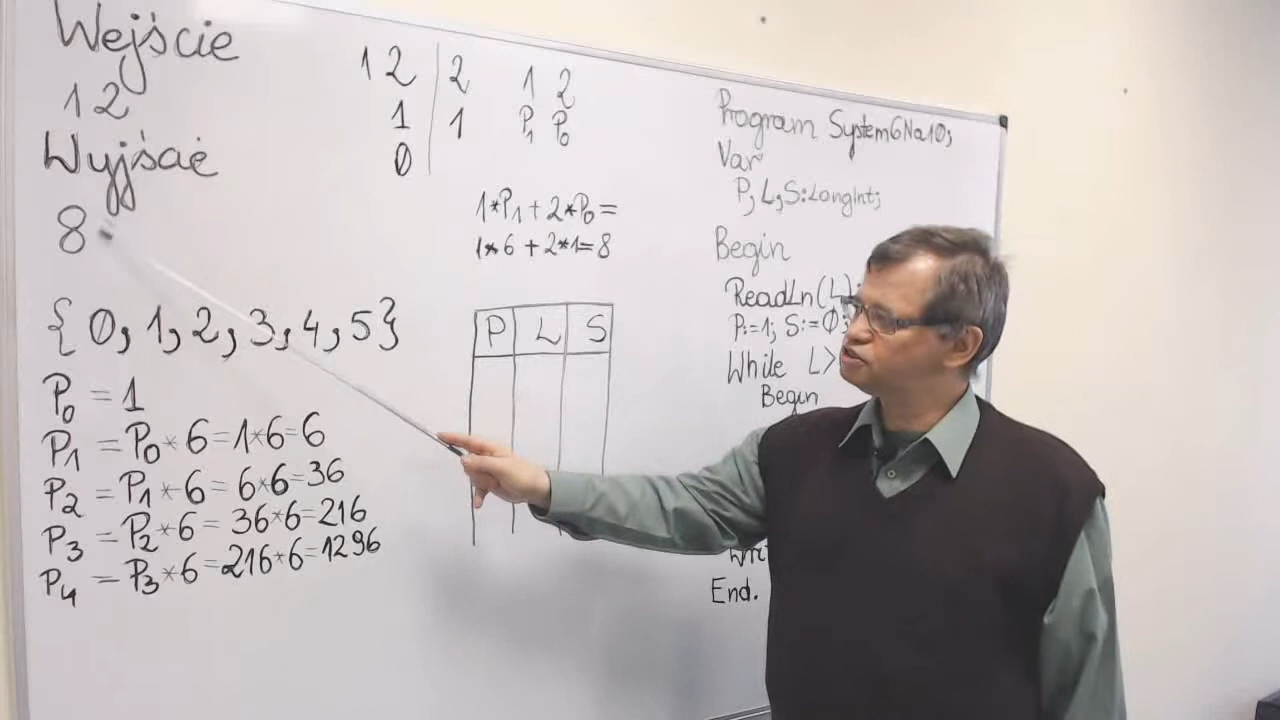 Wejście
12
Wyjście
8
{0, 1, 2, 3, 4, 5}
P₀ = 1
P₁ = P₀*6 = 1*6 = 6
P₂ = P₁*6 = 6*6 = 36
P₃ = P₂*6 = 36*6 = 216
P₄ = P₃*6 = 216*6 = 1296
12 | 2
1 | 1
0
1 2
P₁ P₀
1*P₁ + 2*P₀ =
1*6 + 2*1 = 8
P L S
Program System6Na10;
Var
P, L, S: LongInt;
Begin
ReadLn(L);
P:=1; S:=0;
While L>
Begin
End.